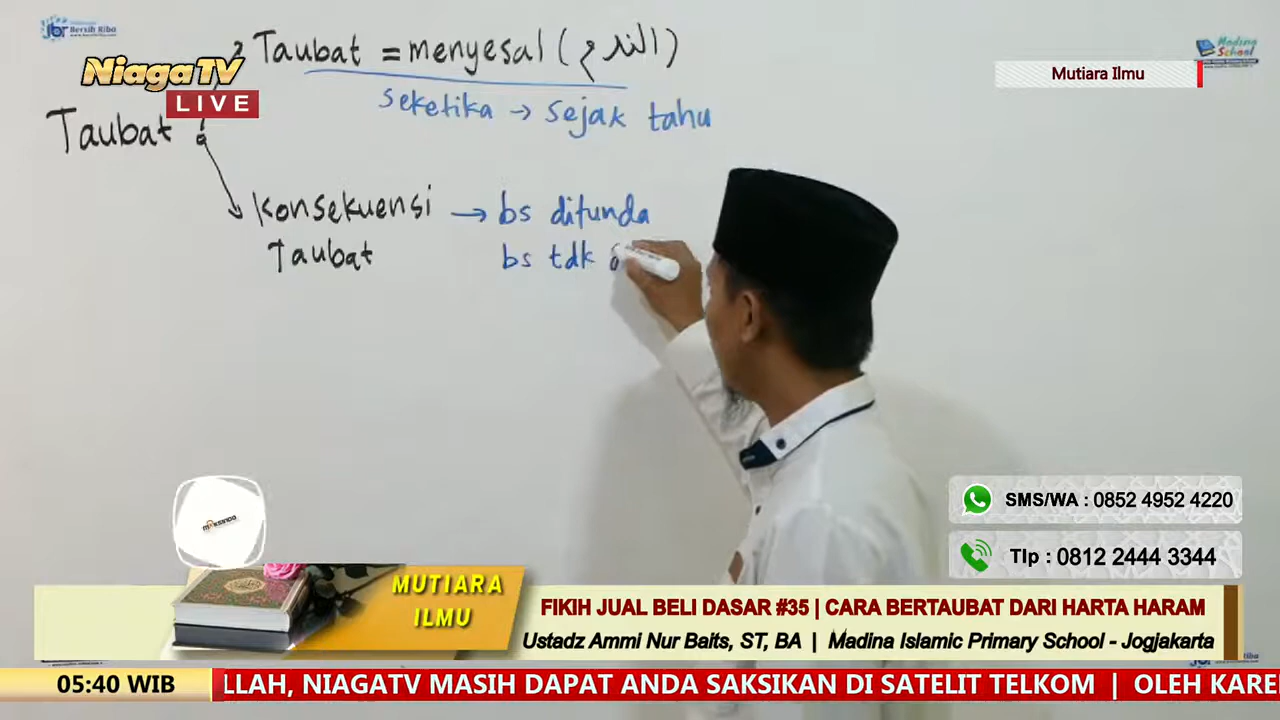 jbr Bersih Riba
Taubat = menyesal (الندم)
Madina School
NiagaTV
LIVE
Mutiara Ilmu
seketika → sejak tahu
Taubat :
Konsekuensi → bs ditunda
Taubat bs tdk
SMS/WA : 0852 4952 4220
Tlp : 0812 2444 3344
MUTIARA ILMU
FIKIH JUAL BELI DASAR #35 | CARA BERTAUBAT DARI HARTA HARAM
Ustadz Ammi Nur Baits, ST, BA | Madina Islamic Primary School - Jogjakarta
05:40 WIB
LLAH, NIAGATV MASIH DAPAT ANDA SAKSIKAN DI SATELIT TELKOM | OLEH KARE